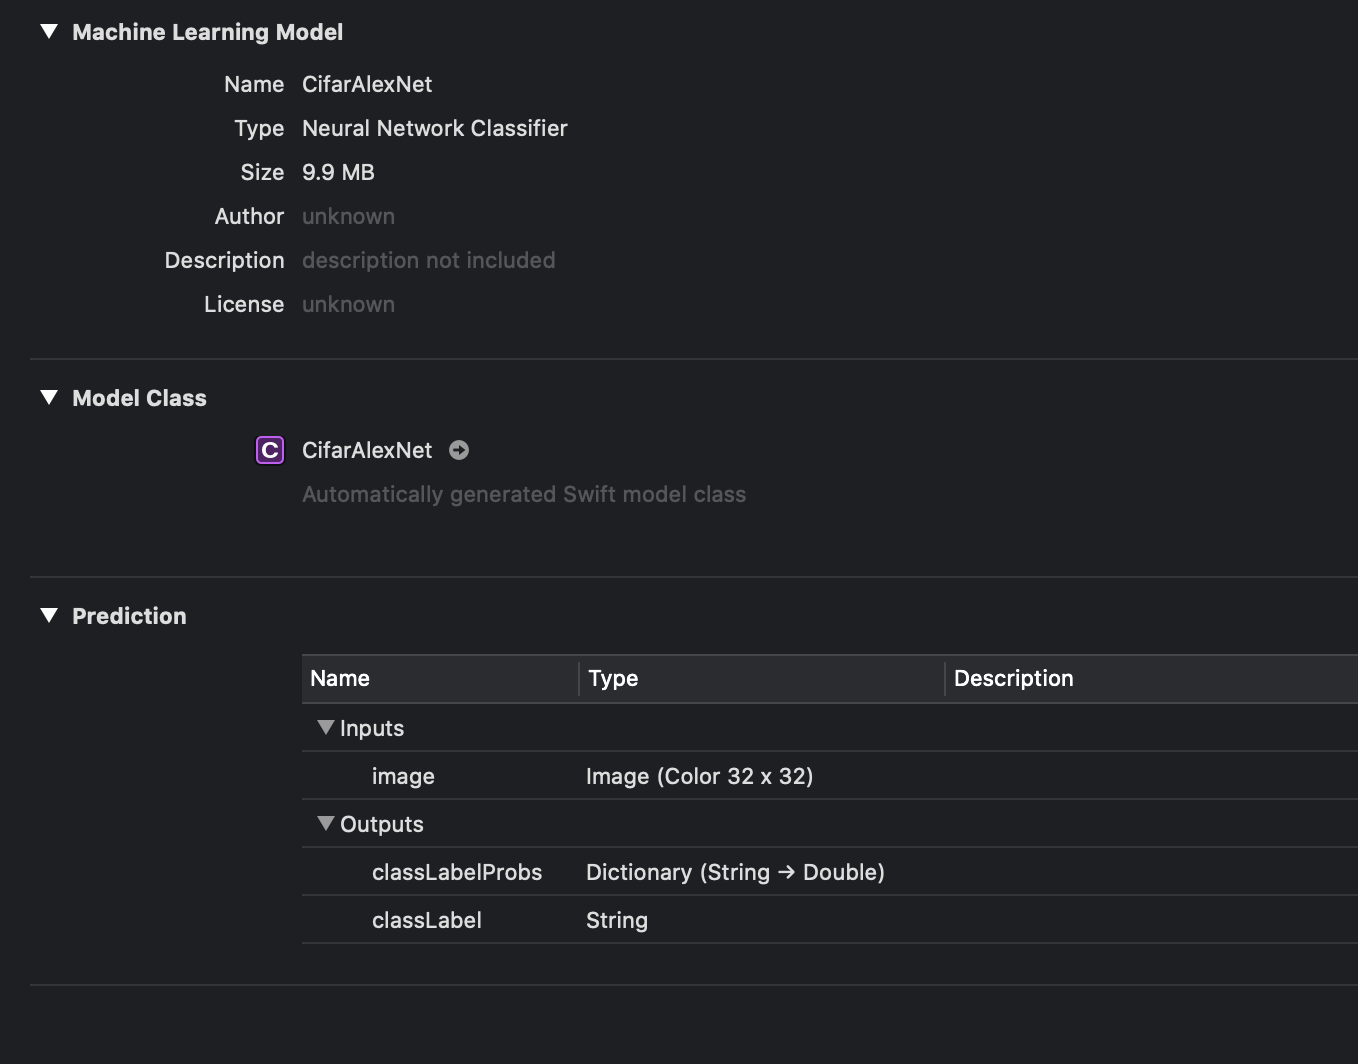 Machine Learning Model
Name CifarAlexNet
Type Neural Network Classifier
Size 9.9 MB
Author unknown
Description description not included
License unknown
Model Class
C CifarAlexNet
Automatically generated Swift model class
Prediction
Name Type Description
Inputs
image Image (Color 32 x 32)
Outputs
classLabelProbs Dictionary (String → Double)
classLabel String